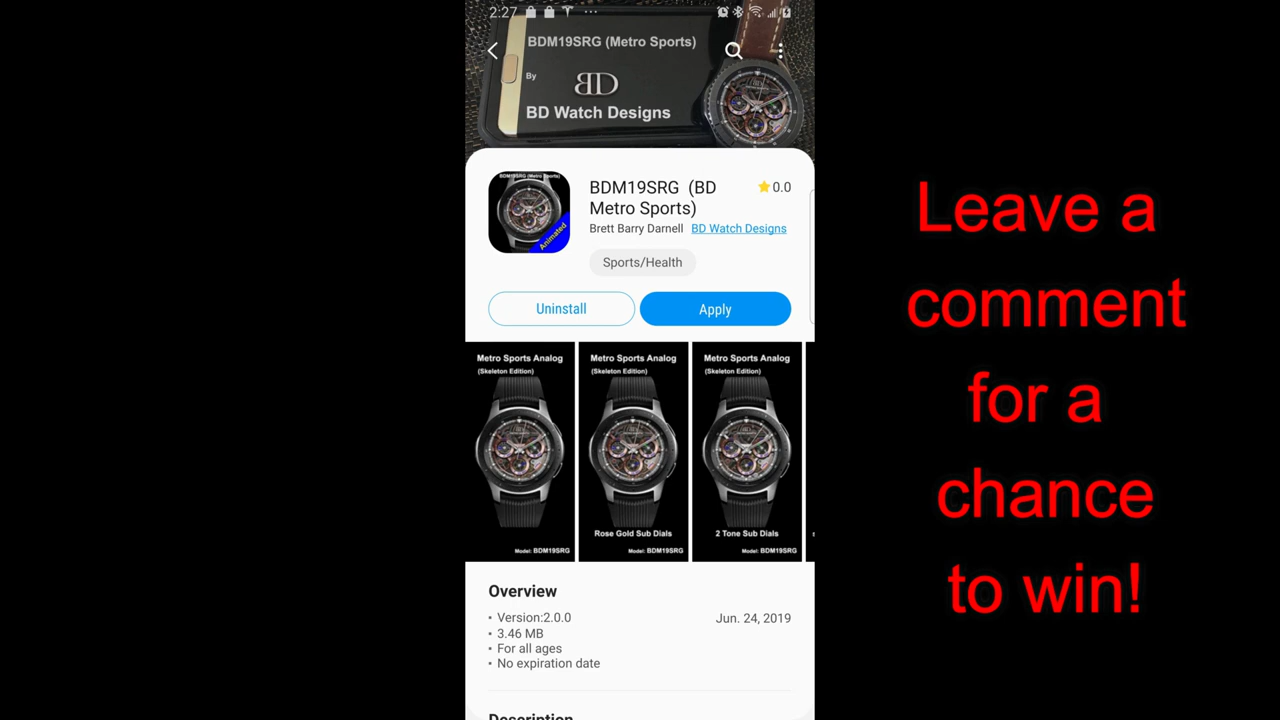 2:27
BDM19SRG (Metro Sports)
By
BD
BD Watch Designs
BDM19SRG (Metro Sports)
Animated
BDM19SRG (BD
Metro Sports)
0.0
Brett Barry Darnell BD Watch Designs
Sports/Health
Uninstall
Apply
Metro Sports Analog
(Skeleton Edition)
Model: BDM19SRG
Metro Sports Analog
(Skeleton Edition)
Rose Gold Sub Dials
Model: BDM19SRG
Metro Sports Analog
(Skeleton Edition)
2 Tone Sub Dials
Model: BDM19SRG
Overview
• Version:2.0.0
Jun. 24, 2019
• 3.46 MB
• For all ages
• No expiration date
Description
Leave a
comment
for a
chance
to win!